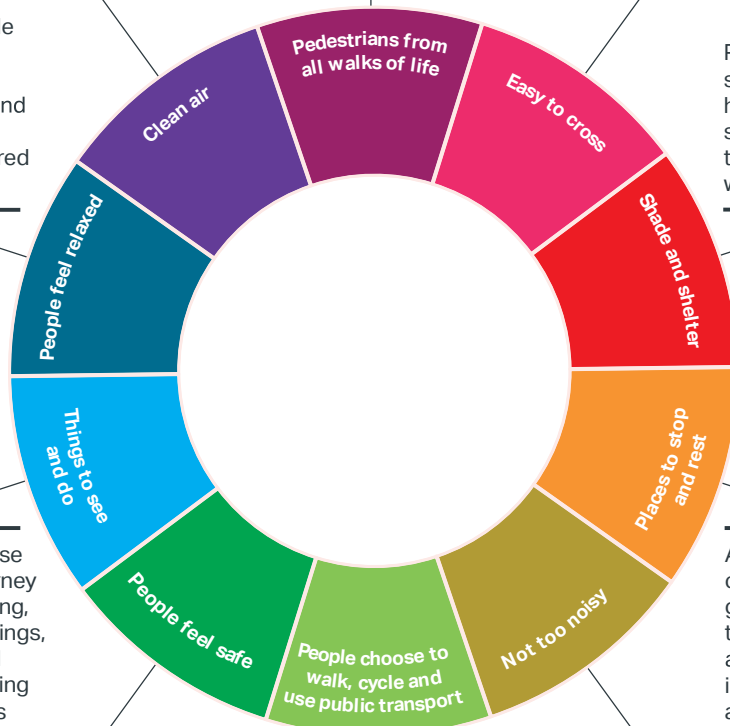 Pedestrians from
all walks of life
Easy to cross
Shade and shelter
Places to stop
and rest
Not too noisy
People choose to
walk, cycle and
use public transport
People feel safe
Things to see
and do
People feel relaxed
Clean air